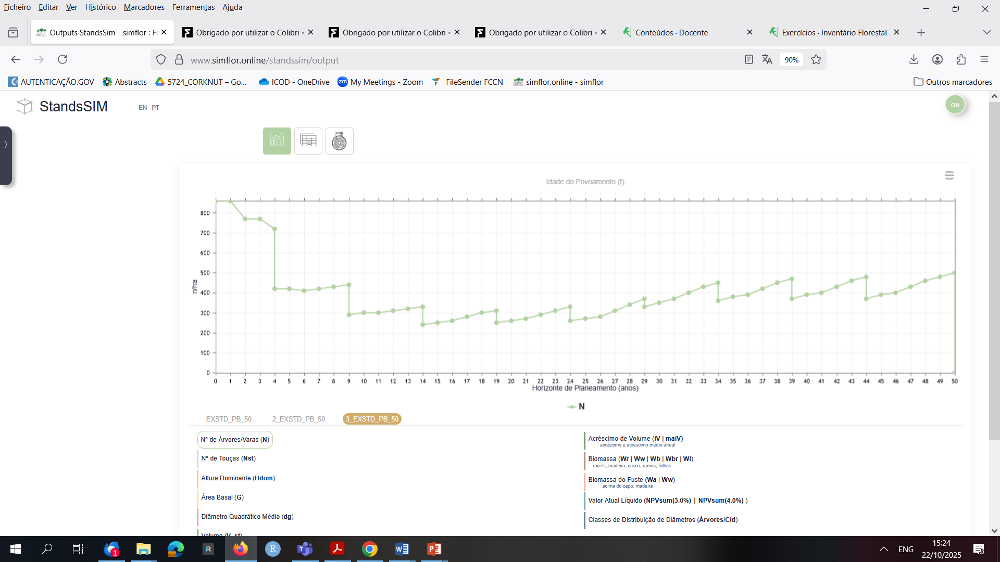 Ficheiro Editar Ver Histórico Marcadores Ferramentas Ajuda
Outputs StandsSim - simflor : Fo
Obrigado por utilizar o Colibri •
Obrigado por utilizar o Colibri •
Obrigado por utilizar o Colibri •
Conteúdos · Docente
Exercícios · Inventário Florestal
www.simflor.online/standssim/output
90%
AUTENTICAÇÃO.GOV
Abstracts
5724_CORKNUT – Go...
ICOD - OneDrive
zm My Meetings - Zoom
FileSender FCCN
simflor.online - simflor
Outros marcadores
StandsSIM
EN PT
ON
Idade do Povoamento (t)
800
700
600
500
400
300
200
100
0
n/ha
0 1 2 3 4 5 6 7 8 9 10 11 12 13 14 15 16 17 18 19 20 21 22 23 24 25 26 27 28 29 30 31 32 33 34 35 36 37 38 39 40 41 42 43 44 45 46 47 48 49 50
Horizonte de Planeamento (anos)
N
EXSTD_PB_50 2_EXSTD_PB_50 3_EXSTD_PB_50
Nº de Árvores/Varas (N)
Nº de Touças (Nst)
Altura Dominante (Hdom)
Área Basal (G)
Diâmetro Quadrático Médio (dg)
Volume (V, st)
Acréscimo de Volume (iV | maiV)
acréscimo e acréscimo médio anual
Biomassa (Wr | Ww | Wb | Wbr | Wl)
raizes, madeira, casca, ramos, folhas
Biomassa do Fuste (Wa | Ww)
acima do cepo, madeira
Valor Atual Líquido (NPVsum(3.0%) | NPVsum(4.0%) )
Classes de Distribuição de Diâmetros (Árvores/Cld)
1
R
R
ENG
15:24
22/10/2025